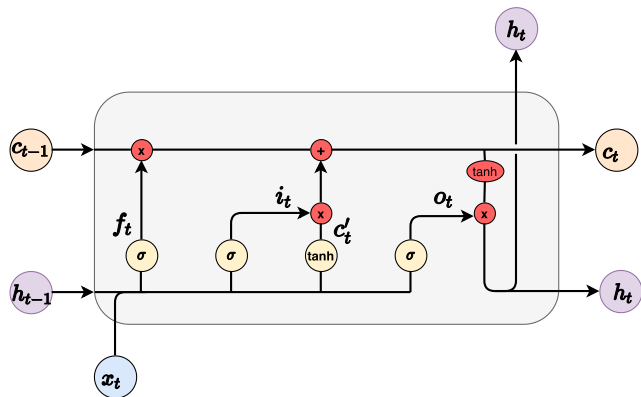 h_t
c_{t-1}
x
+
c_t
tanh
i_t
o_t
f_t
x
c'_t
x
σ
σ
tanh
σ
h_{t-1}
h_t
x_t